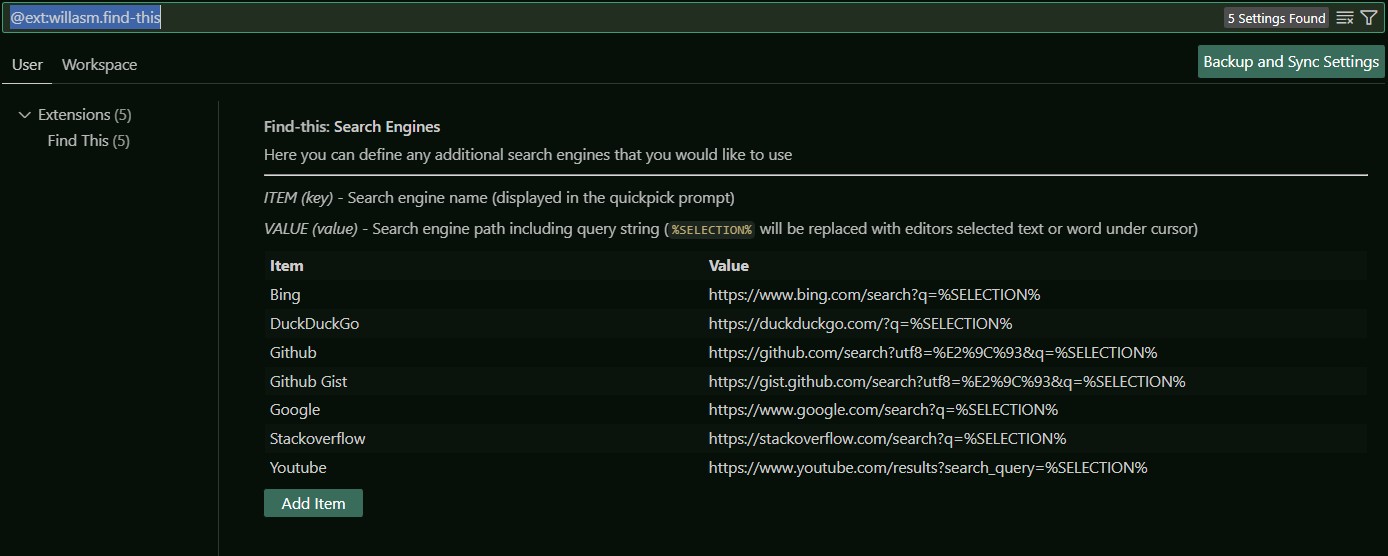 @ext:willasm.find-this
5 Settings Found
User Workspace
Backup and Sync Settings
Extensions (5)
Find This (5)
Find-this: Search Engines
Here you can define any additional search engines that you would like to use
ITEM (key) - Search engine name (displayed in the quickpick prompt)
VALUE (value) - Search engine path including query string ( %SELECTION% will be replaced with editors selected text or word under cursor)
Item Value
Bing https://www.bing.com/search?q=%SELECTION%
DuckDuckGo https://duckduckgo.com/?q=%SELECTION%
Github https://github.com/search?utf8=%E2%9C%93&q=%SELECTION%
Github Gist https://gist.github.com/search?utf8=%E2%9C%93&q=%SELECTION%
Google https://www.google.com/search?q=%SELECTION%
Stackoverflow https://stackoverflow.com/search?q=%SELECTION%
Youtube https://www.youtube.com/results?search_query=%SELECTION%
Add Item